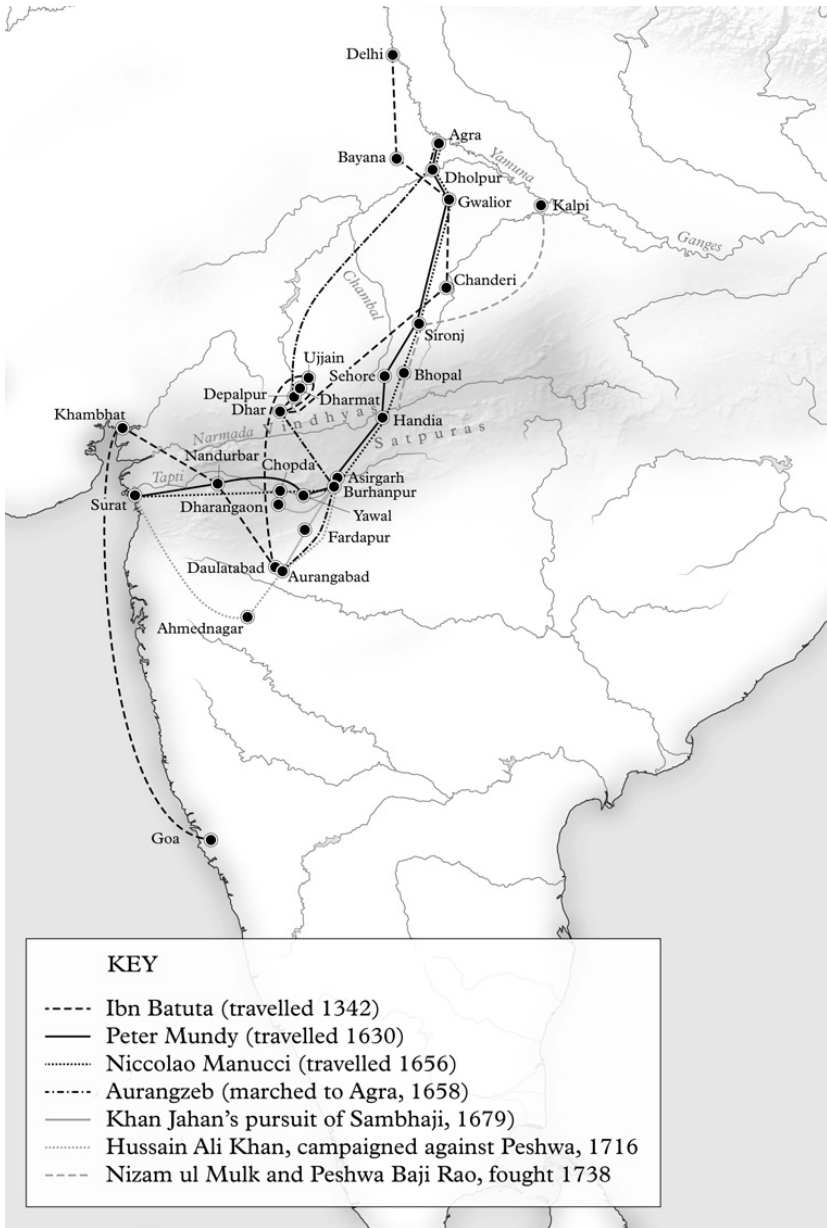 Delhi
Agra
Bayana
Yamuna
Dholpur
Gwalior
Kalpi
Ganges
Chanderi
Chambal
Sironj
Ujjain
Sehore
Bhopal
Depalpur
Dharmat
Dhar
Khambhat
Handia
Narmada
Vindhyas
Satpuras
Nandurbar
Chopda
Tapti
Asirgarh
Burhanpur
Surat
Dharangaon
Yawal
Fardapur
Daulatabad
Aurangabad
Ahmednagar
Goa
KEY
Ibn Batuta (travelled 1342)
Peter Mundy (travelled 1630)
Niccolao Manucci (travelled 1656)
Aurangzeb (marched to Agra, 1658)
Khan Jahan's pursuit of Sambhaji, 1679)
Hussain Ali Khan, campaigned against Peshwa, 1716
Nizam ul Mulk and Peshwa Baji Rao, fought 1738